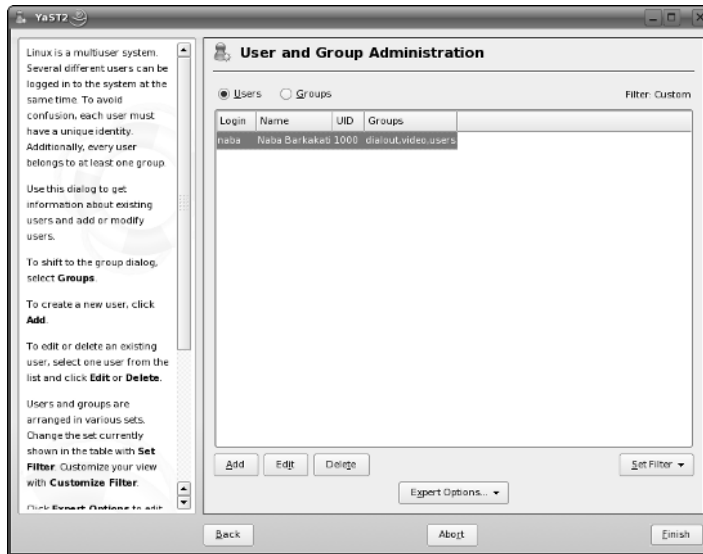 YaST2
Linux is a multiuser system.
Several different users can be
logged in to the system at the
same time. To avoid
confusion, each user must
have a unique identity.
Additionally, every user
belongs to at least one group.
Use this dialog to get
information about existing
users and add or modify
users.
To shift to the group dialog,
select Groups.
To create a new user, click
Add.
To edit or delete an existing
user, select one user from the
list and click Edit or Delete.
Users and groups are
arranged in various sets.
Change the set currently
shown in the table with Set
Filter. Customize your view
with Customize Filter.
Click Expert Options to edit
User and Group Administration
Users Groups Filter: Custom
Login Name UID Groups
naba Naba Barkakati 1000 dialout,video,users
Add Edit Delete Set Filter
Expert Options...
Back Abort Finish